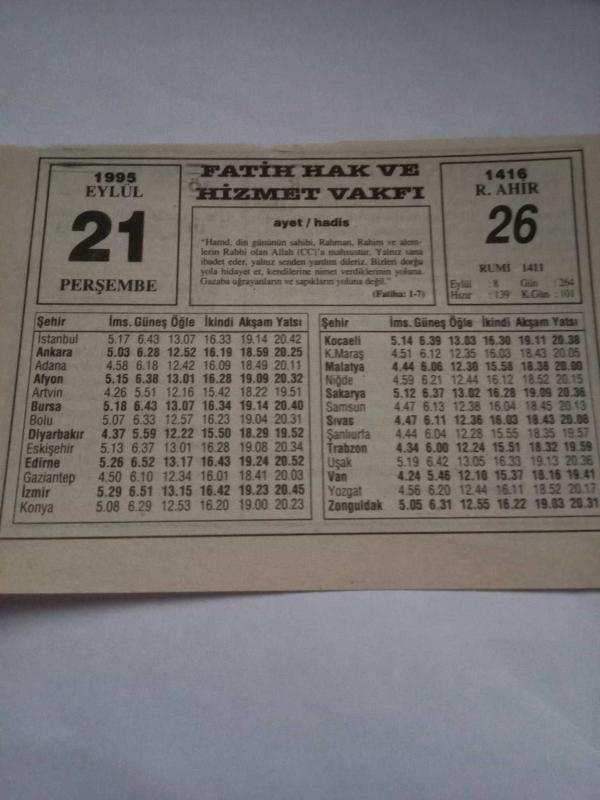 1995
EYLÜL
21
PERŞEMBE
FATİH HAK VE
HİZMET VAKFI
ayet / hadis
"Hamd, din gününün sahibi, Rahman, Rahim ve alem-
lerin Rabbi olan Allah (CC)'a mahsustur. Yalnız sana
ibadet eder, yalnız senden yardım dileriz. Bizleri dorğu
yola hidayet et, kendilerine nimet verdiklerinin yoluna.
Gazaba uğrayanların ve sapıkların yoluna değil."
(Fatiha: 1-7)
1416
R. AHIR
26
RUMİ 1411
Eylül : 8 Gün : 264
Hızır : 139 K.Gün : 101
Şehir İms. Güneş Öğle İkindi Akşam Yatsı
İstanbul 5.17 6.43 13.07 16.33 19.14 20.42
Ankara 5.03 6.28 12.52 16.19 18.59 20.25
Adana 4.58 6.18 12.42 16.09 18.49 20.11
Afyon 5.15 6.38 13.01 16.28 19.09 20.32
Artvin 4.26 5.51 12.16 15.42 18.22 19.51
Bursa 5.18 6.43 13.07 16.34 19.14 20.40
Bolu 5.07 6.33 12.57 16.23 19.04 20.31
Diyarbakır 4.37 5.59 12.22 15.50 18.29 19.52
Eskişehir 5.13 6.37 13.01 16.28 19.08 20.34
Edirne 5.26 6.52 13.17 16.43 19.24 20.52
Gaziantep 4.50 6.10 12.34 16.01 18.41 20.03
İzmir 5.29 6.51 13.15 16.42 19.23 20.45
Konya 5.08 6.29 12.53 16.20 19.00 20.23
Şehir İms. Güneş Öğle İkindi Akşam Yatsı
Kocaeli 5.14 6.39 13.03 16.30 19.11 20.38
K.Maraş 4.51 6.12 12.35 16.03 18.43 20.05
Malatya 4.44 6.06 12.30 15.58 18.38 20.00
Niğde 4.59 6.21 12.44 16.12 18.52 20.15
Sakarya 5.12 6.37 13.02 16.28 19.09 20.36
Samsun 4.47 6.13 12.38 16.04 18.45 20.13
Sıvas 4.47 6.11 12.36 16.03 18.43 20.08
Şanlıurfa 4.44 6.04 12.28 15.55 18.35 19.57
Trabzon 4.34 6.00 12.24 15.51 18.32 19.59
Uşak 5.19 6.42 13.05 16.33 19.13 20.36
Van 4.24 5.46 12.10 15.37 18.16 19.41
Yozgat 4.56 6.20 12.44 16.11 18.52 20.17
Zonguldak 5.05 6.31 12.55 16.22 19.03 20.31